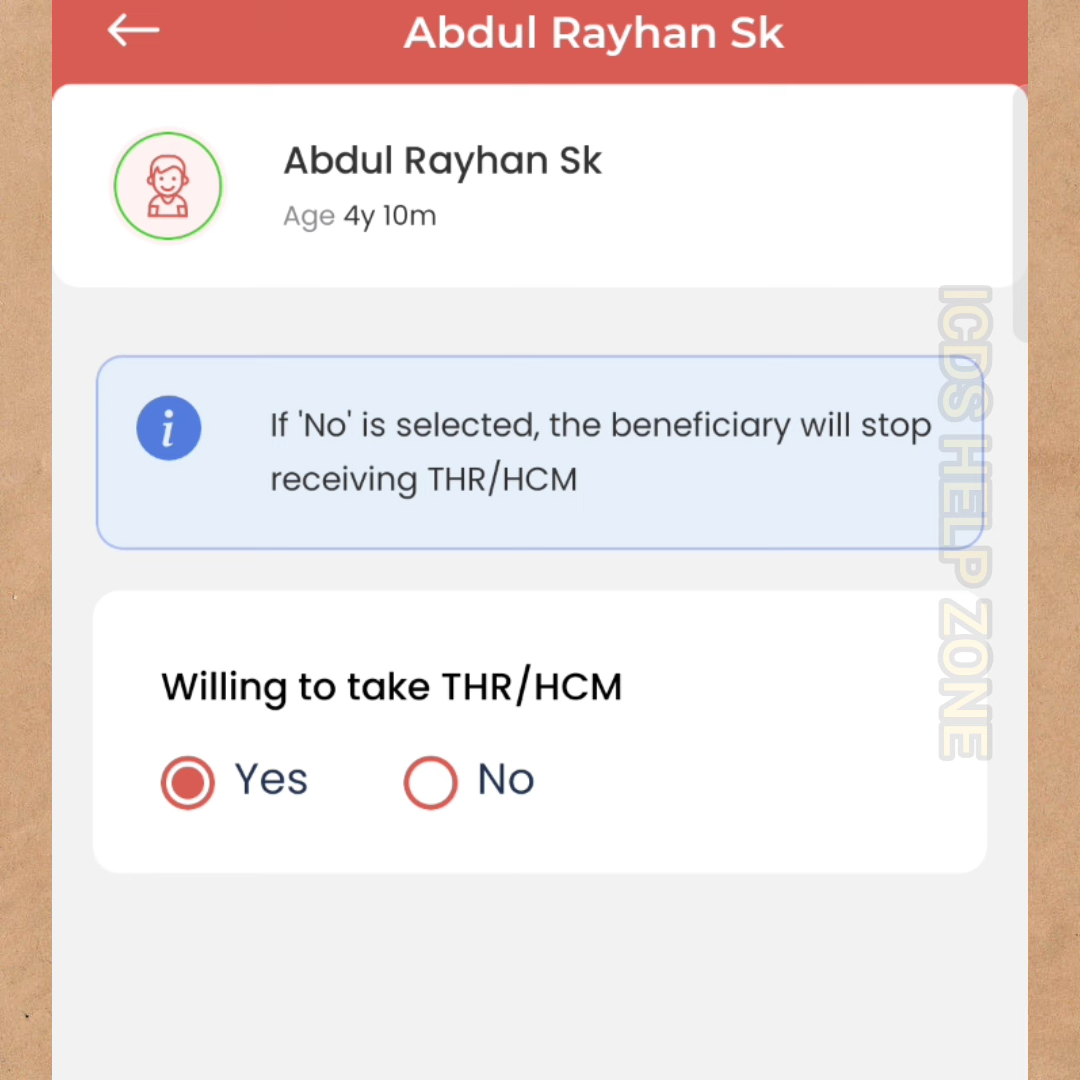 Abdul Rayhan Sk
Abdul Rayhan Sk
Age 4y 10m
i
If 'No' is selected, the beneficiary will stop
receiving THR/HCM
Willing to take THR/HCM
Yes No
ICDS HELP ZONE